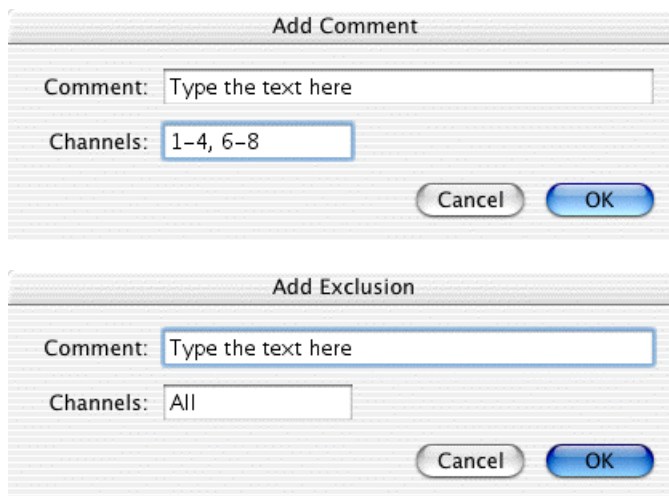 Add Comment
Comment: Type the text here
Channels: 1–4, 6–8
Cancel OK
Add Exclusion
Comment: Type the text here
Channels: All
Cancel OK